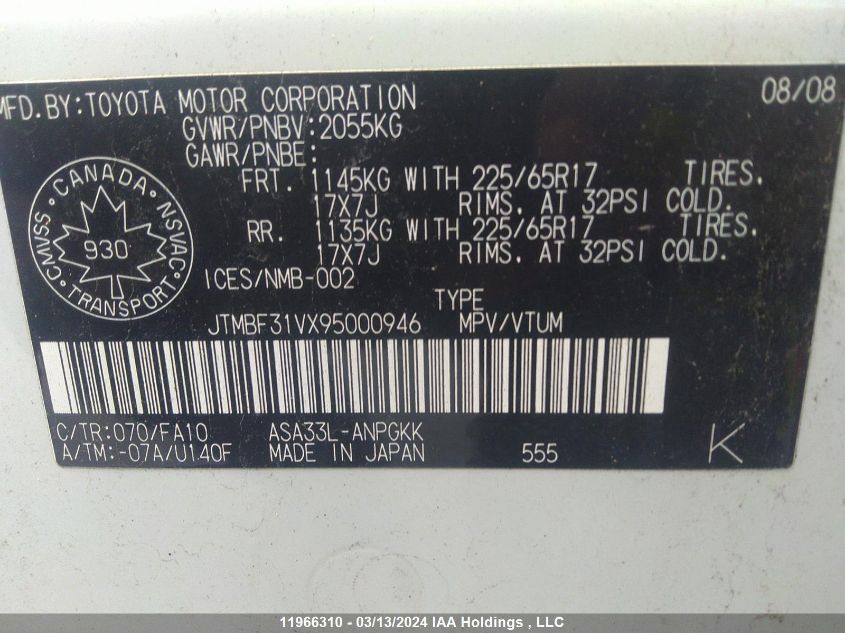 MFD.BY:TOYOTA MOTOR CORPORATION 08/08
GVWR/PNBV:2055KG
GAWR/PNBE:
FRT. 1145KG WITH 225/65R17 TIRES.
17X7J RIMS. AT 32PSI COLD.
RR. 1135KG WITH 225/65R17 TIRES.
17X7J RIMS. AT 32PSI COLD.
CANADA
CMVSS 930 NSVAC
TRANSPORT
ICES/NMB-002
TYPE
JTMBF31VX95000946 MPV/VTUM
C/TR:070/FA10 ASA33L-ANPGKK
A/TM:-07A/U140F MADE IN JAPAN 555 K
11966310 - 03/13/2024 IAA Holdings , LLC